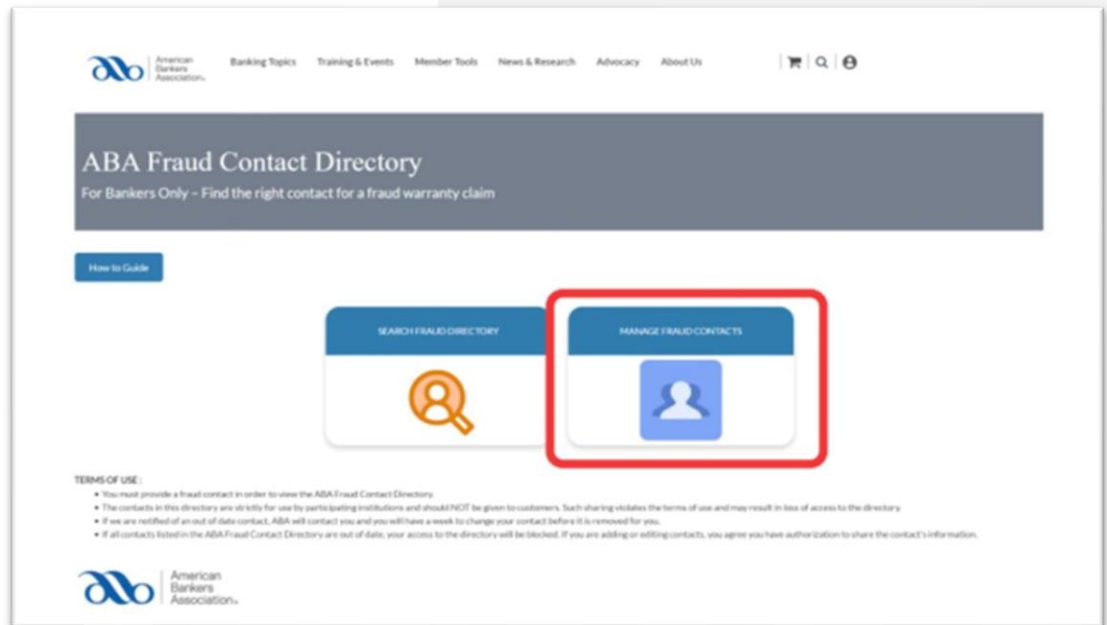 American
Bankers
Association
Banking Topics Training & Events Member Tools News & Research Advocacy About Us
ABA Fraud Contact Directory
For Bankers Only – Find the right contact for a fraud warranty claim
How to Guide
SEARCH FRAUD DIRECTORY MANAGE FRAUD CONTACTS
TERMS OF USE :
• You must provide a fraud contact in order to view the ABA Fraud Contact Directory.
• The contacts in this directory are strictly for use by participating institutions and should NOT be given to customers. Such sharing violates the terms of use and may result in loss of access to the directory.
• If we are notified of an out of date contact, ABA will contact you and you will have a week to change your contact before it is removed for you.
• If all contacts listed in the ABA Fraud Contact Directory are out of date, your access to the directory will be blocked. If you are adding or editing contacts, you agree you have authorization to share the contact's information.
American
Bankers
Association